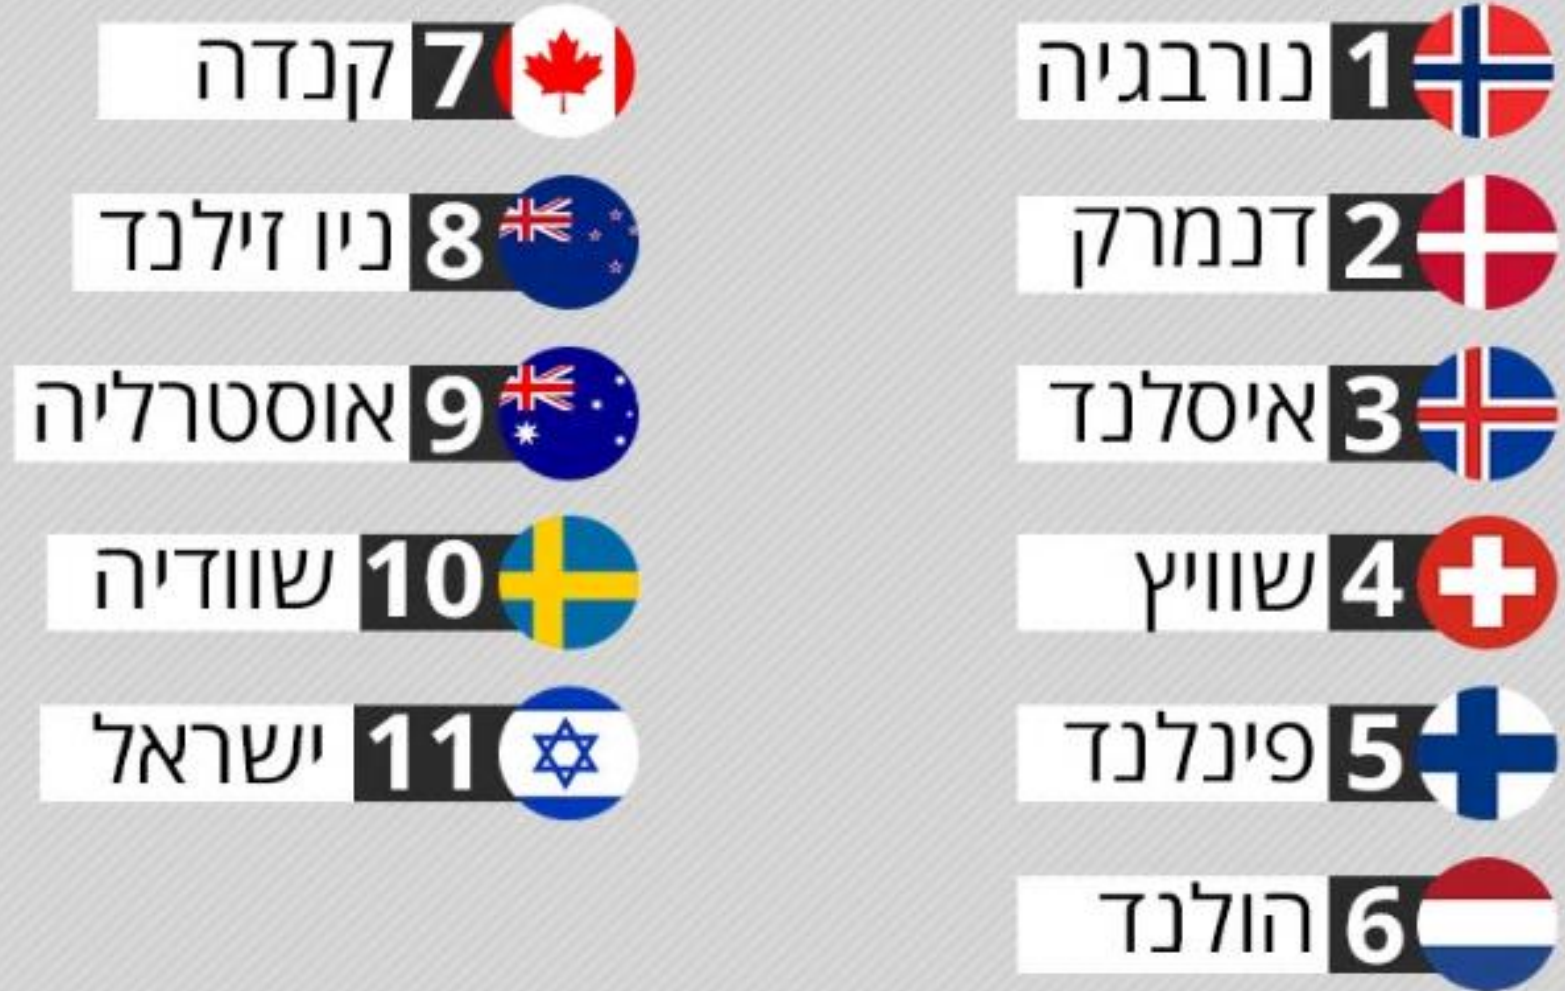 1 נורבגיה
2 דנמרק
3 איסלנד
4 שוויץ
5 פינלנד
6 הולנד
7 קנדה
8 ניו זילנד
9 אוסטרליה
10 שוודיה
11 ישראל